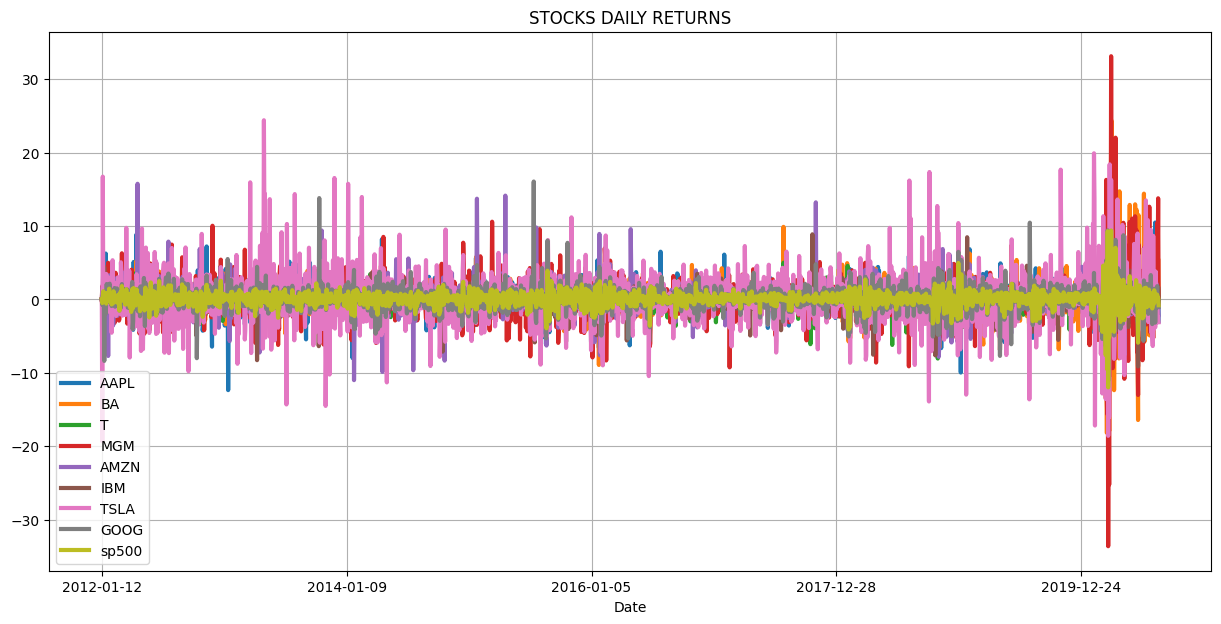 STOCKS DAILY RETURNS
30
20
10
0
−10
−20
−30
AAPL
BA
T
MGM
AMZN
IBM
TSLA
GOOG
sp500
2012-01-12 2014-01-09 2016-01-05 2017-12-28 2019-12-24
Date